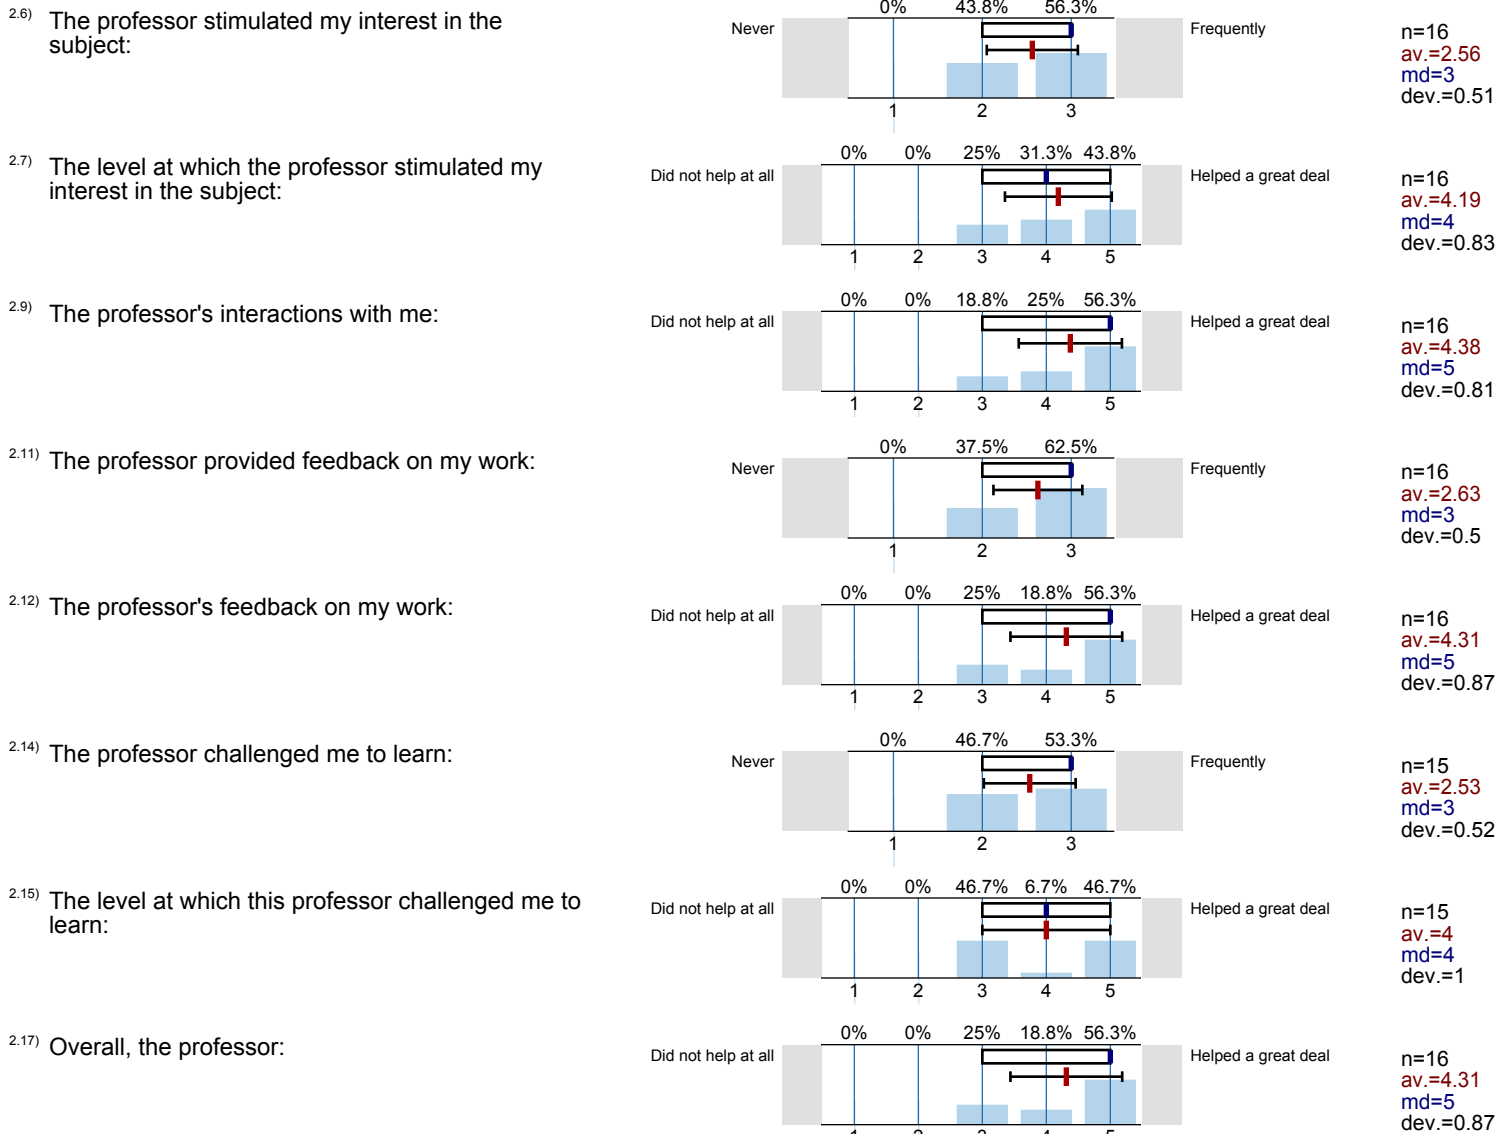 2.6) The professor stimulated my interest in the
subject:
0% 43.8% 56.3%
Never Frequently
1 2 3
n=16
av.=2.56
md=3
dev.=0.51
2.7) The level at which the professor stimulated my
interest in the subject:
0% 0% 25% 31.3% 43.8%
Did not help at all Helped a great deal
1 2 3 4 5
n=16
av.=4.19
md=4
dev.=0.83
2.9) The professor's interactions with me:
0% 0% 18.8% 25% 56.3%
Did not help at all Helped a great deal
1 2 3 4 5
n=16
av.=4.38
md=5
dev.=0.81
2.11) The professor provided feedback on my work:
0% 37.5% 62.5%
Never Frequently
1 2 3
n=16
av.=2.63
md=3
dev.=0.5
2.12) The professor's feedback on my work:
0% 0% 25% 18.8% 56.3%
Did not help at all Helped a great deal
1 2 3 4 5
n=16
av.=4.31
md=5
dev.=0.87
2.14) The professor challenged me to learn:
0% 46.7% 53.3%
Never Frequently
1 2 3
n=15
av.=2.53
md=3
dev.=0.52
2.15) The level at which this professor challenged me to
learn:
0% 0% 46.7% 6.7% 46.7%
Did not help at all Helped a great deal
1 2 3 4 5
n=15
av.=4
md=4
dev.=1
2.17) Overall, the professor:
0% 0% 25% 18.8% 56.3%
Did not help at all Helped a great deal
1 2 3 4 5
n=16
av.=4.31
md=5
dev.=0.87